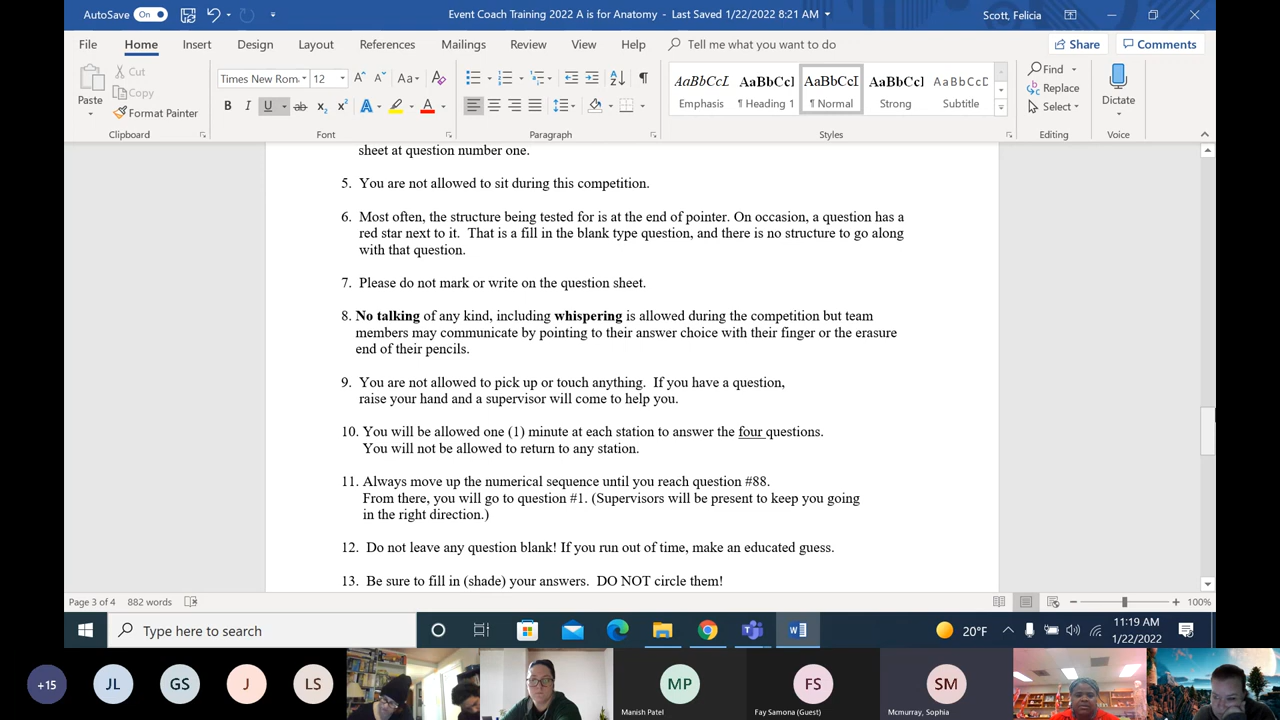 AutoSave On
Event Coach Training 2022 A is for Anatomy - Last Saved 1/22/2022 8:21 AM
Scott, Felicia
File Home Insert Design Layout References Mailings Review View Help Tell me what you want to do Share Comments
Paste
Cut
Copy
Format Painter
Clipboard
Times New Rom 12
Font
Paragraph
AaBbCcL AaBbCcI AaBbCcI AaBbCcI AaBbCcD
Emphasis ¶ Heading 1 ¶ Normal Strong Subtitle
Styles
Find
Replace
Select
Editing
Dictate
Voice
sheet at question number one.
5. You are not allowed to sit during this competition.
6. Most often, the structure being tested for is at the end of pointer. On occasion, a question has a
red star next to it. That is a fill in the blank type question, and there is no structure to go along
with that question.
7. Please do not mark or write on the question sheet.
8. No talking of any kind, including whispering is allowed during the competition but team
members may communicate by pointing to their answer choice with their finger or the erasure
end of their pencils.
9. You are not allowed to pick up or touch anything. If you have a question,
raise your hand and a supervisor will come to help you.
10. You will be allowed one (1) minute at each station to answer the four questions.
You will not be allowed to return to any station.
11. Always move up the numerical sequence until you reach question #88.
From there, you will go to question #1. (Supervisors will be present to keep you going
in the right direction.)
12. Do not leave any question blank! If you run out of time, make an educated guess.
13. Be sure to fill in (shade) your answers. DO NOT circle them!
Page 3 of 4 882 words
100%
Type here to search
20°F
11:19 AM
1/22/2022
+15 JL GS J LS MP FS SM
Manish Patel
Fay Samona (Guest)
Mcmurray, Sophia